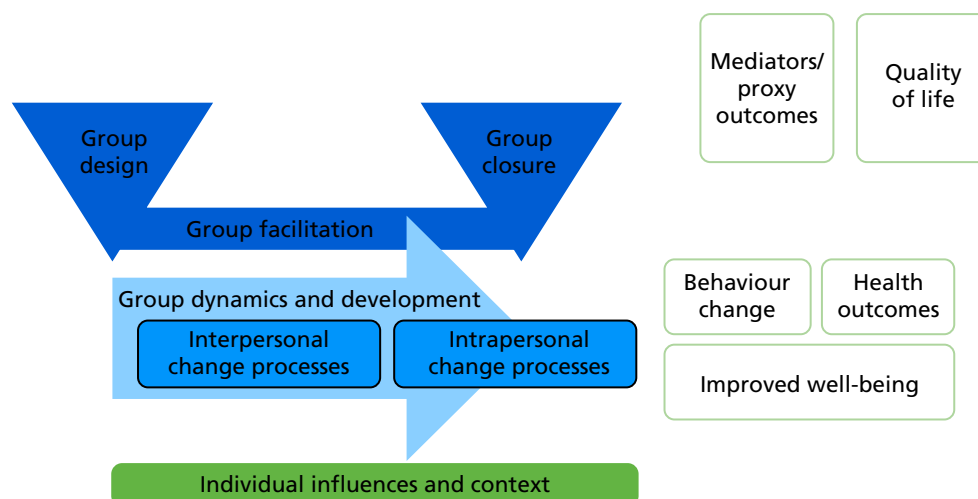 Group
design
Group
closure
Mediators/
proxy
outcomes
Quality
of life
Group facilitation
Group dynamics and development
Interpersonal
change processes
Intrapersonal
change processes
Behaviour
change
Health
outcomes
Improved well-being
Individual influences and context